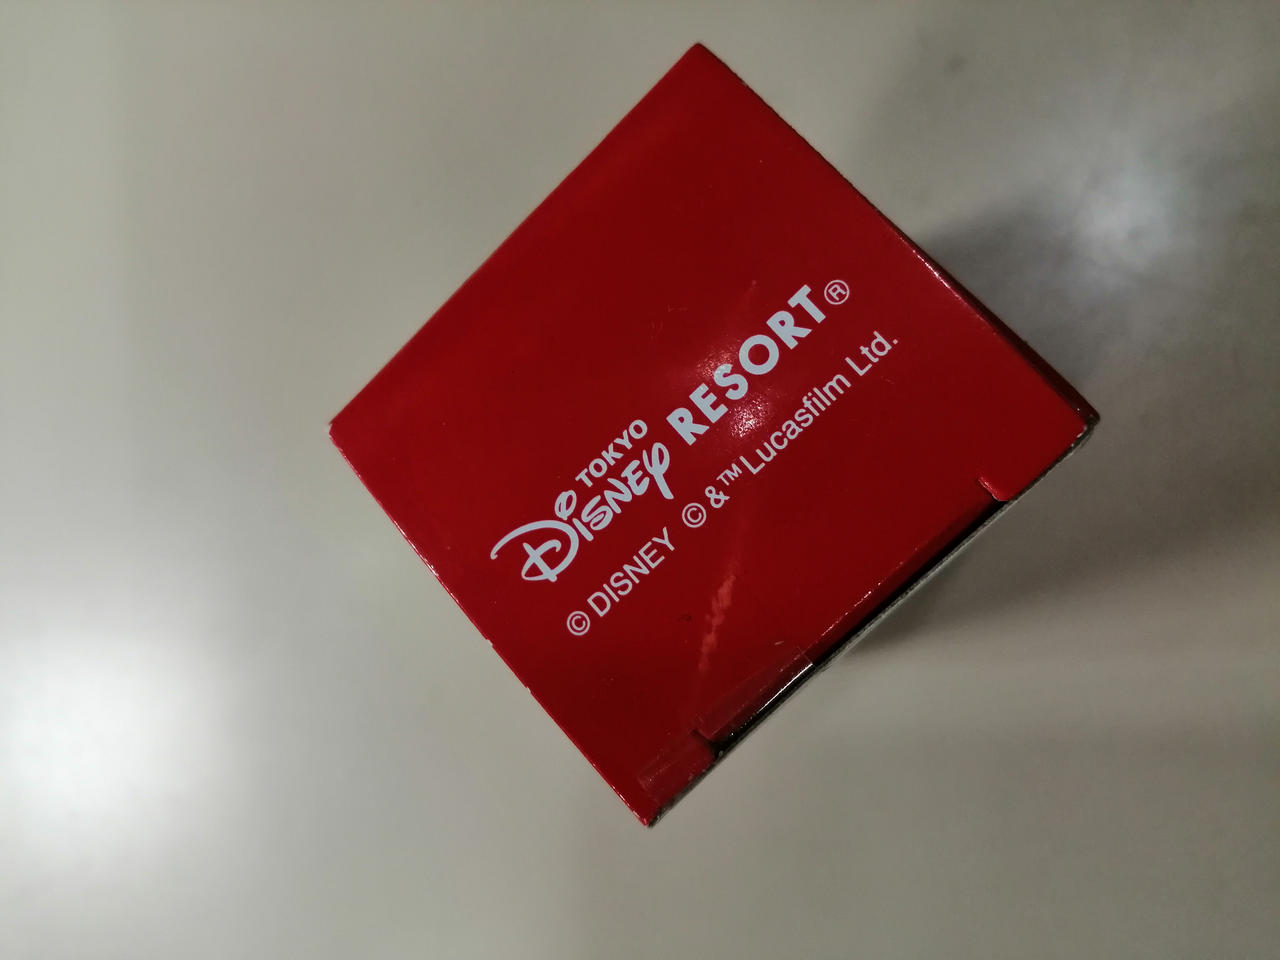 TOKYO
DISNEY RESORT®
© DISNEY © & ™ Lucasfilm Ltd.